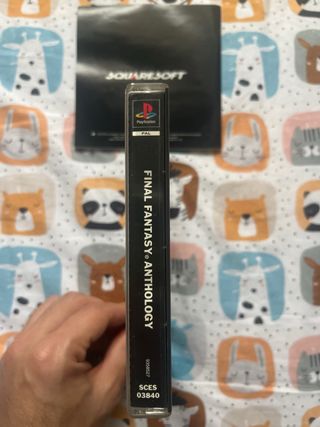 SQUARESOFT
PlayStation
PAL
FINAL FANTASY® ANTHOLOGY
SCES
03840